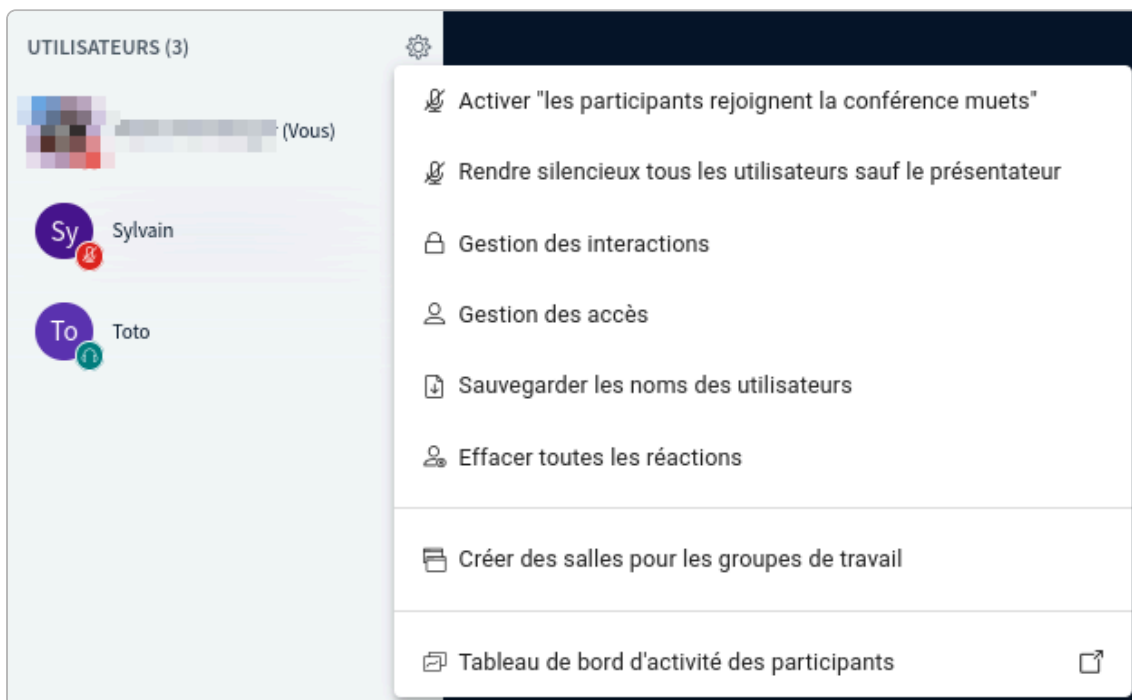 UTILISATEURS (3)
(Vous)
Sy
Sylvain
To
Toto
Activer "les participants rejoignent la conférence muets"
Rendre silencieux tous les utilisateurs sauf le présentateur
Gestion des interactions
Gestion des accès
Sauvegarder les noms des utilisateurs
Effacer toutes les réactions
Créer des salles pour les groupes de travail
Tableau de bord d'activité des participants